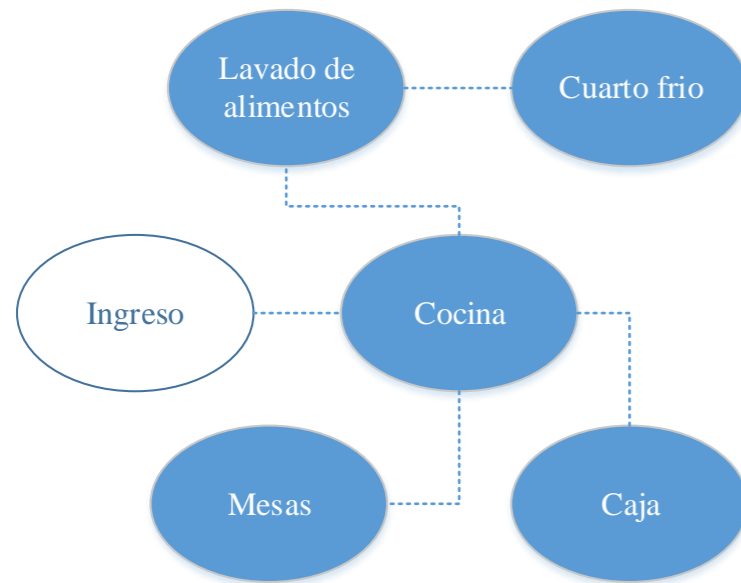 Lavado de
alimentos
Cuarto frio
Ingreso
Cocina
Mesas
Caja